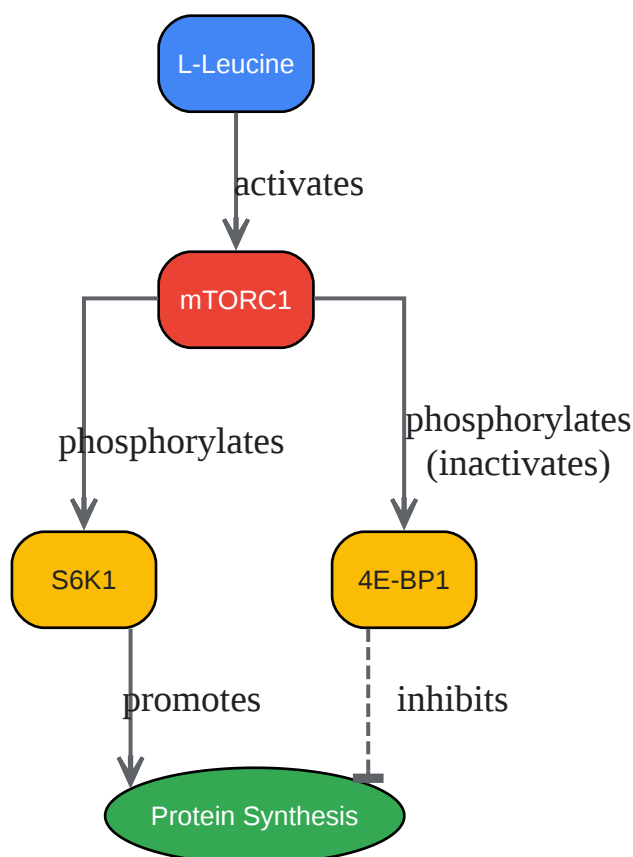 L-Leucine
activates
mTORC1
phosphorylates
phosphorylates
(inactivates)
S6K1
4E-BP1
promotes
inhibits
Protein Synthesis